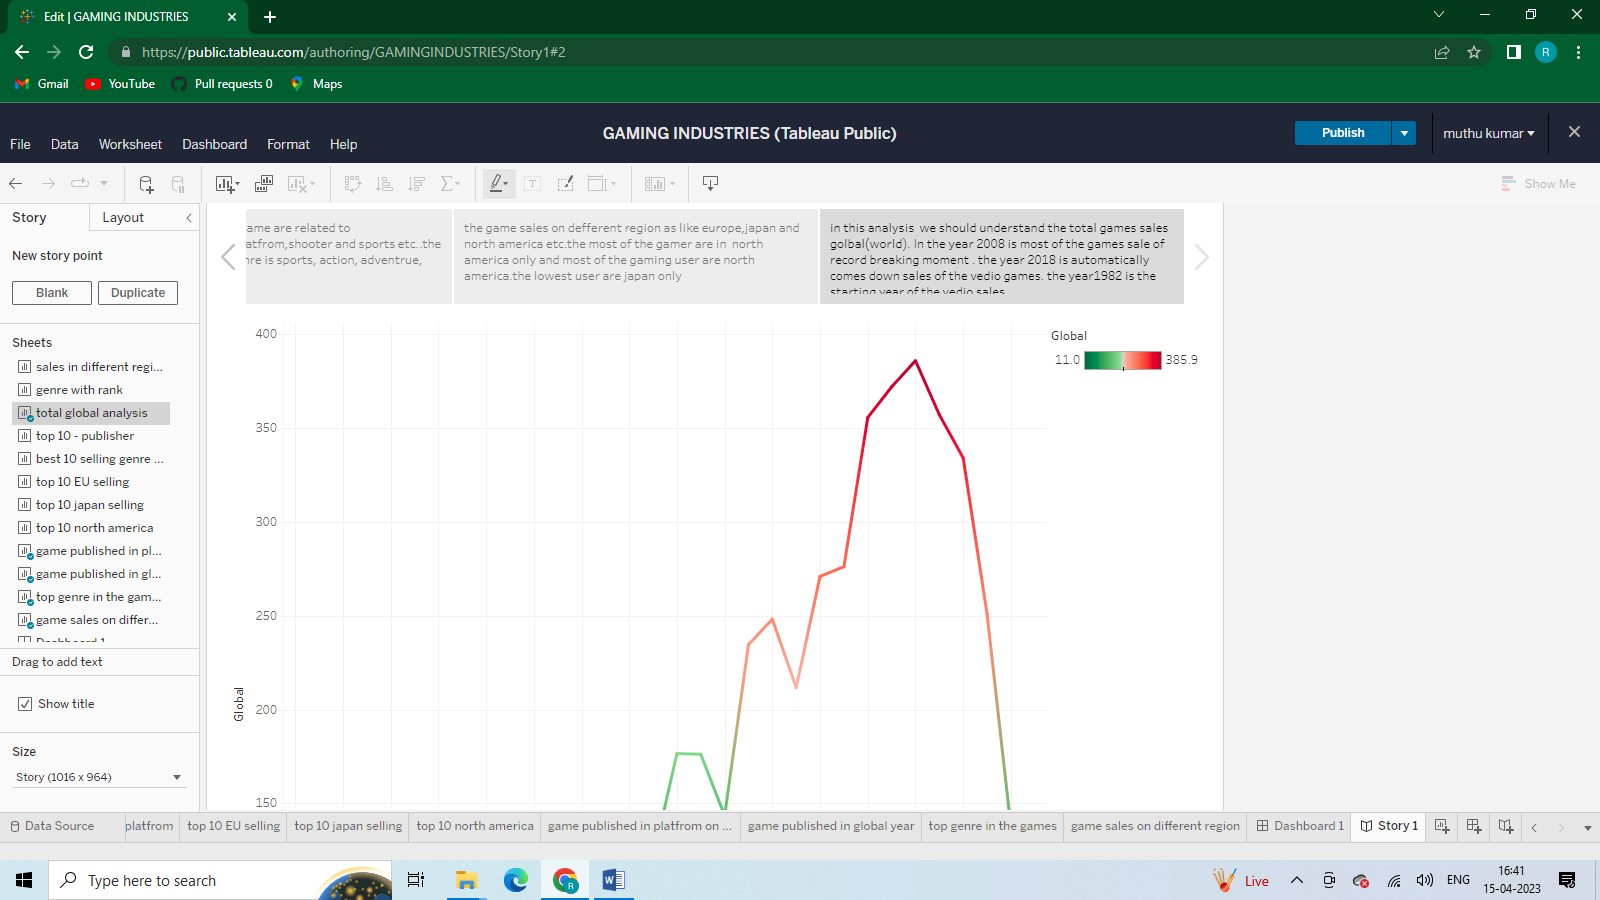 Edit | GAMING INDUSTRIES
https://public.tableau.com/authoring/GAMINGINDUSTRIES/Story1#2
R
Gmail
YouTube
Pull requests 0
Maps
GAMING INDUSTRIES (Tableau Public)
Publish
muthu kumar
File Data Worksheet Dashboard Format Help
Show Me
Story Layout
New story point
Blank Duplicate
Sheets
sales in different regi...
genre with rank
total global analysis
top 10 - publisher
best 10 selling genre ...
top 10 EU selling
top 10 japan selling
top 10 north america
game published in pl...
game published in gl...
top genre in the gam...
game sales on differ...
Dashboard 1
Drag to add text
Show title
Size
Story (1016 x 964)
ame are related to
atfrom,shooter and sports etc..the
nre is sports, action, adventrue,
the game sales on defferent region as like europe,japan and
north america etc.the most of the gamer are in north
america only and most of the gaming user are north
america.the lowest user are japan only
in this analysis we should understand the total games sales
golbal(world). In the year 2008 is most of the games sale of
record breaking moment . the year 2018 is automatically
comes down sales of the vedio games. the year1982 is the
starting year of the vedio sales
400
350
300
250
200
150
Global
Global
11.0 385.9
Data Source
platfrom
top 10 EU selling
top 10 japan selling
top 10 north america
game published in platfrom on ...
game published in global year
top genre in the games
game sales on different region
Dashboard 1
Story 1
Type here to search
Live
ENG
16:41
15-04-2023